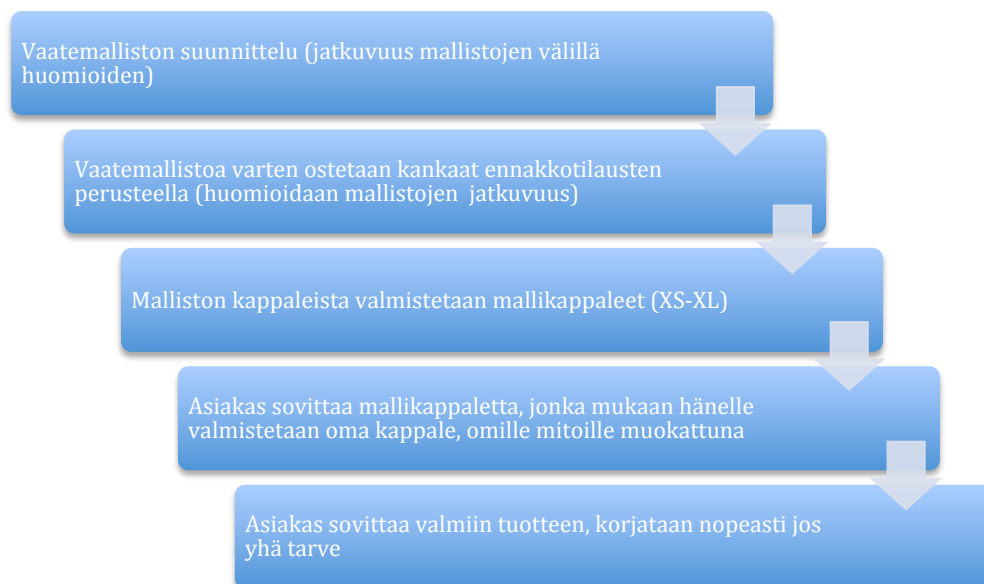 Vaatemalliston suunnittelu (jatkuvuus mallistojen välillä
huomioiden)
Vaatemallistoa varten ostetaan kankaat ennakkotilausten
perusteella (huomioidaan mallistojen  jatkuvuus)
Malliston kappaleista valmistetaan mallikappaleet (XS-XL)
Asiakas sovittaa mallikappaletta, jonka mukaan hänelle
valmistetaan oma kappale, omille mitoille muokattuna
Asiakas sovittaa valmiin tuotteen, korjataan nopeasti jos
yhä tarve